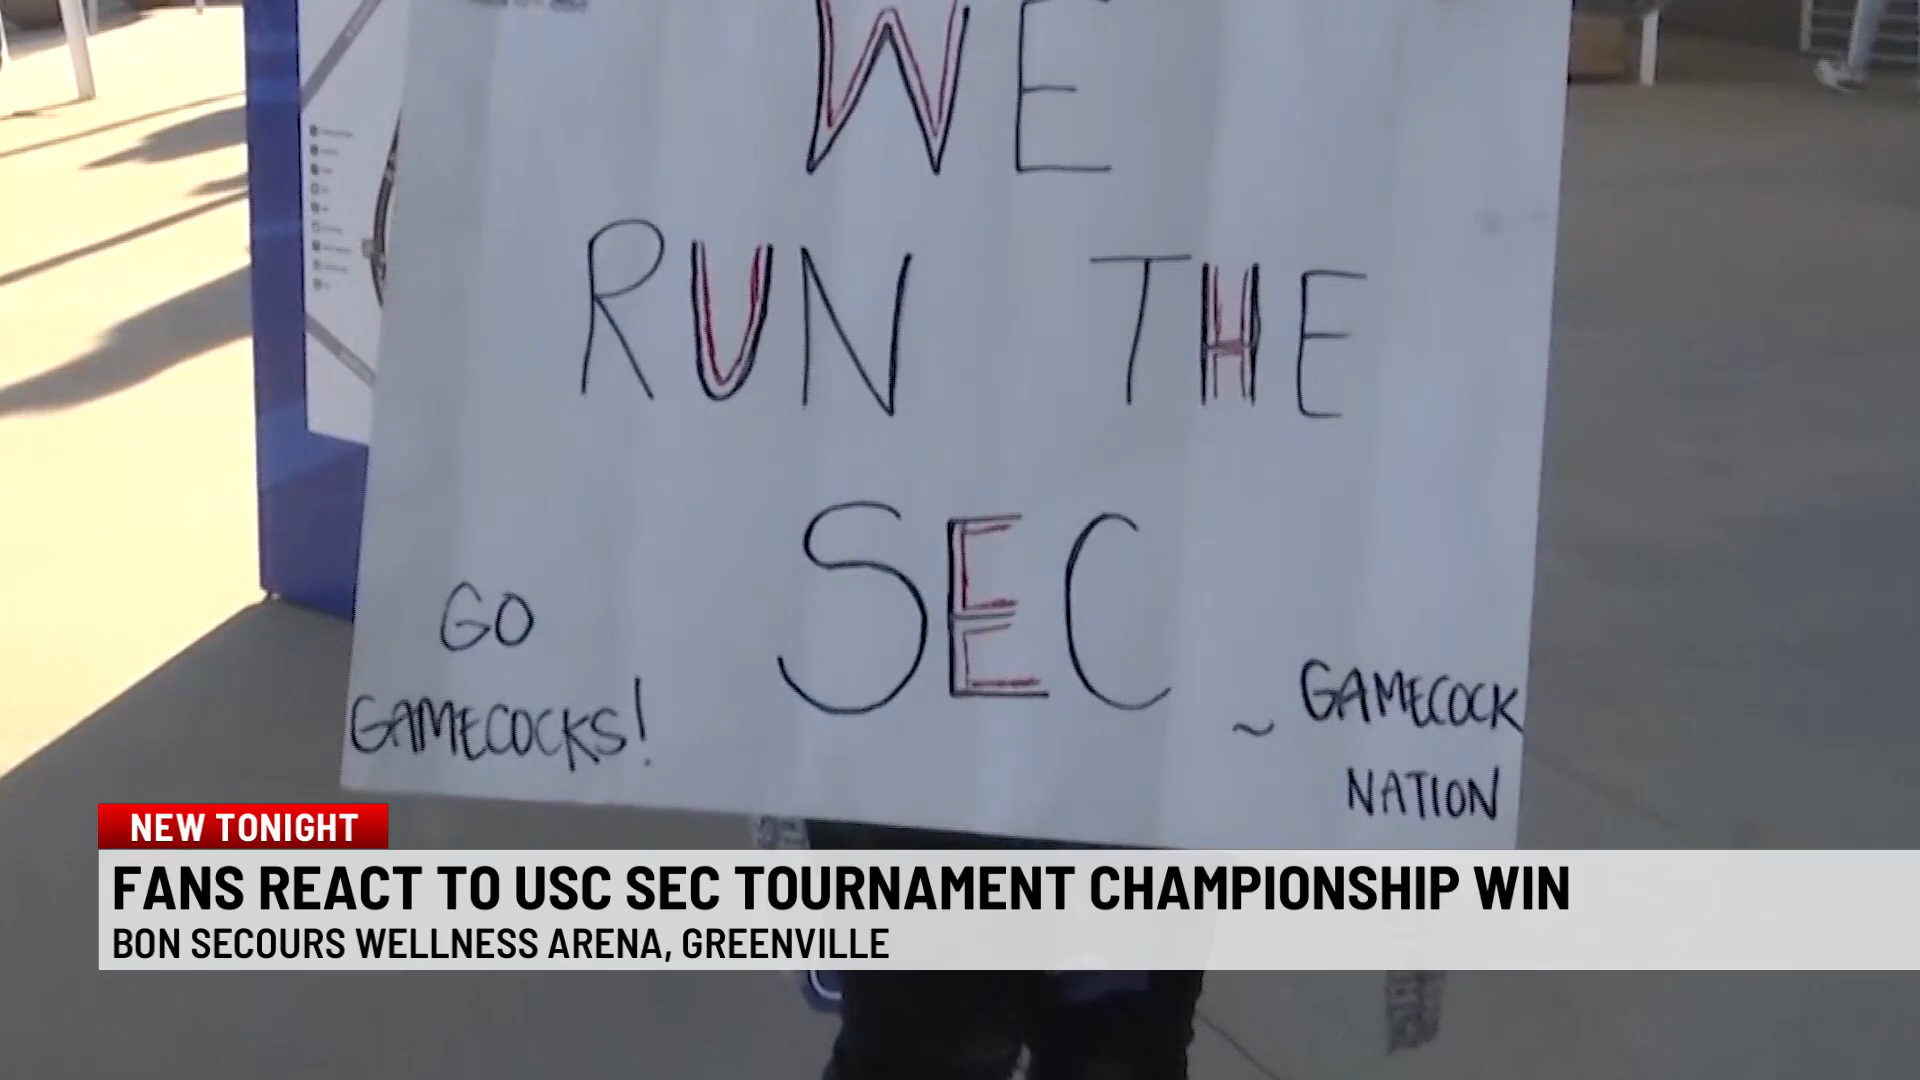 WE
RUN THE
SEC
GO
GAMECOCKS!
~ GAMECOCK
NATION
NEW TONIGHT
FANS REACT TO USC SEC TOURNAMENT CHAMPIONSHIP WIN
BON SECOURS WELLNESS ARENA, GREENVILLE